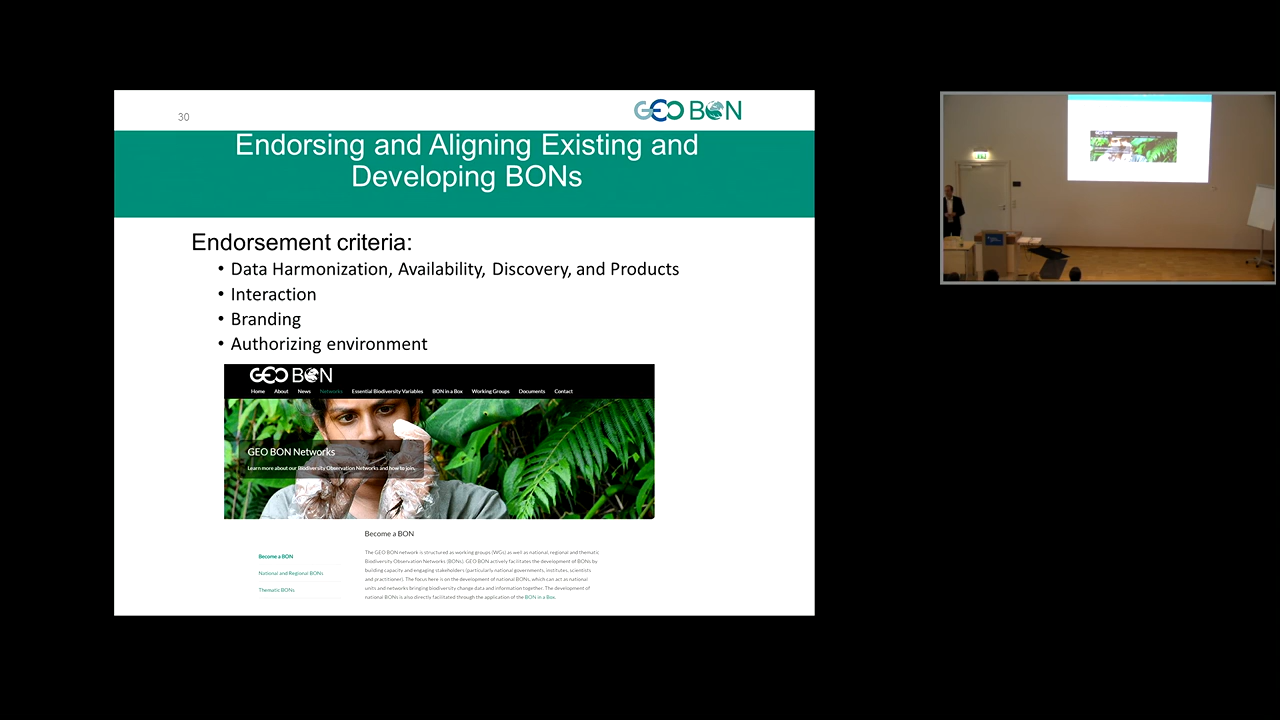 30
GEO BON
Endorsing and Aligning Existing and
Developing BONs
Endorsement criteria:
• Data Harmonization, Availability, Discovery, and Products
• Interaction
• Branding
• Authorizing environment
GEO BON
Home About News Networks Essential Biodiversity Variables BON in a Box Working Groups Documents Contact
GEO BON Networks
Learn more about our Biodiversity Observation Networks and how to join.
Become a BON
The GEO BON network is structured as working groups (WGs) as well as national, regional and thematic
Biodiversity Observation Networks (BONs). GEO BON actively facilitates the development of BONs by
building capacity and engaging stakeholders (particularly national governments, institutes, scientists
and practitioner). The focus here is on the development of national BONs, which can act as national
units and networks bringing biodiversity change data and information together. The development of
national BONs is also directly facilitated through the application of the BON in a Box.
Become a BON
National and Regional BONs
Thematic BONs